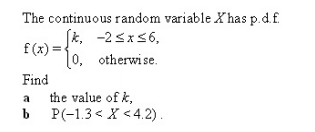 The continuous random variable X has p.d.f.
f(x) = { k, −2 ≤ x ≤ 6,
0, otherwise.
Find
a the value of k,
b P(−1.3 < X < 4.2).